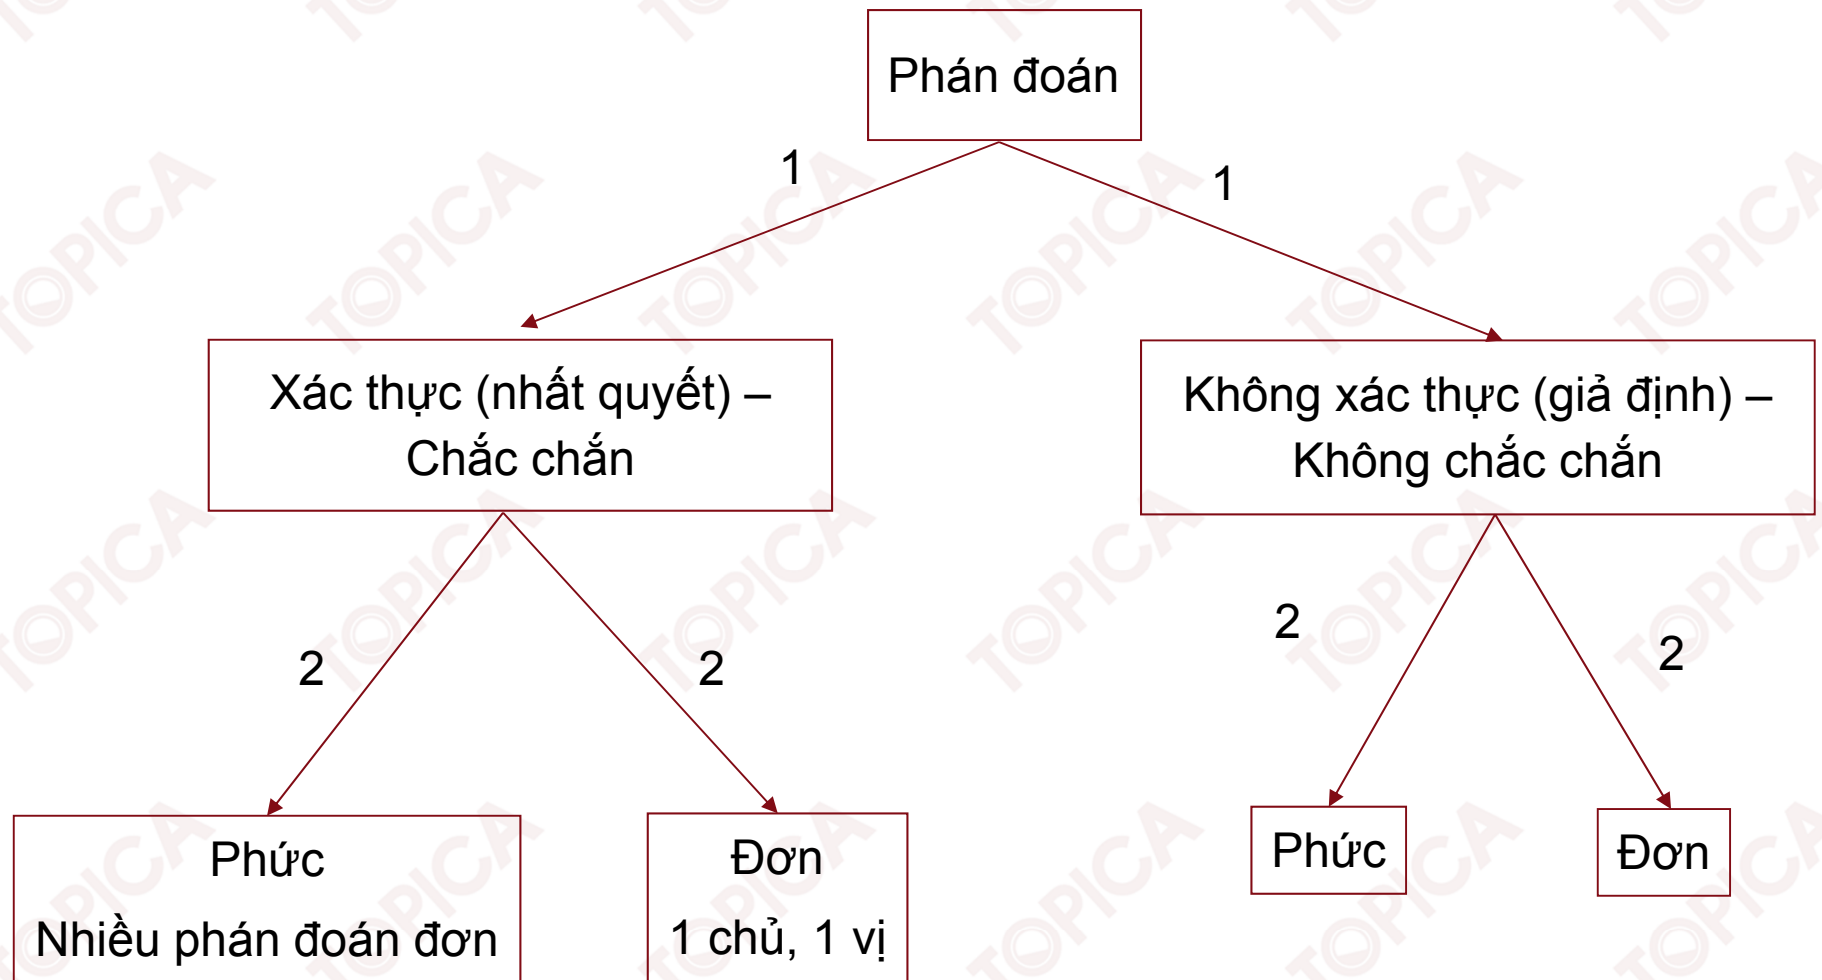 Phán đoán
1
1
Xác thực (nhất quyết) –
Chắc chắn
Không xác thực (giả định) –
Không chắc chắn
2
2
2
2
Phức
Nhiều phán đoán đơn
Đơn
1 chủ, 1 vị
Phức
Đơn
TOPICA